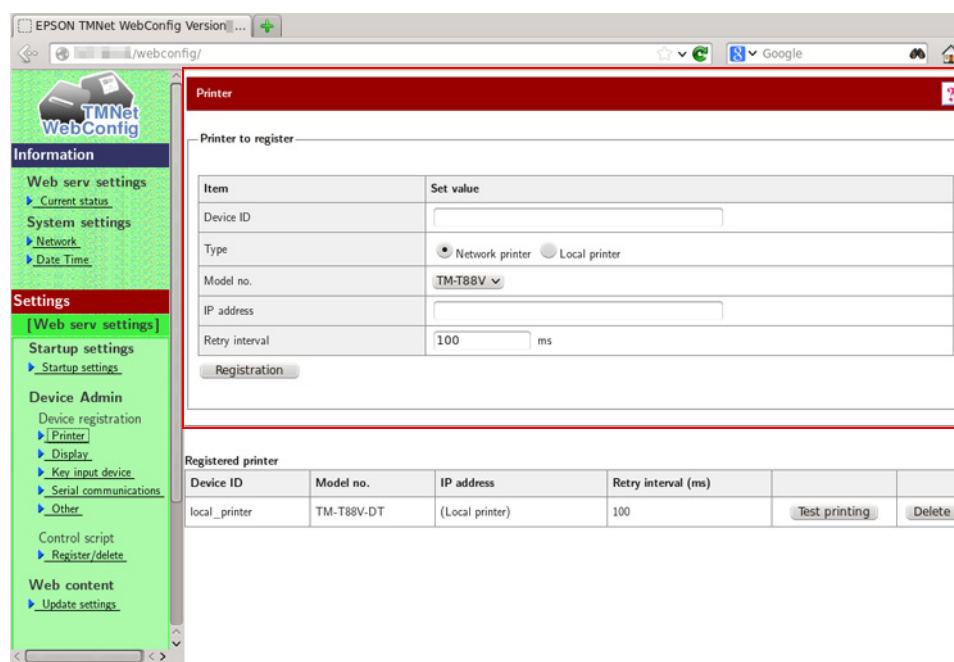 EPSON TMNet WebConfig Version ...
/webconfig/
Google
TMNet
WebConfig
Information
Web serv settings
Current status
System settings
Network
Date Time
Settings
[Web serv settings]
Startup settings
Startup settings
Device Admin
Device registration
Printer
Display
Key input device
Serial communications
Other
Control script
Register/delete
Web content
Update settings
Printer
?
Printer to register
Item Set value
Device ID
Type Network printer Local printer
Model no. TM-T88V
IP address
Retry interval 100 ms
Registration
Registered printer
Device ID Model no. IP address Retry interval (ms)
local_printer TM-T88V-DT (Local printer) 100 Test printing Delete